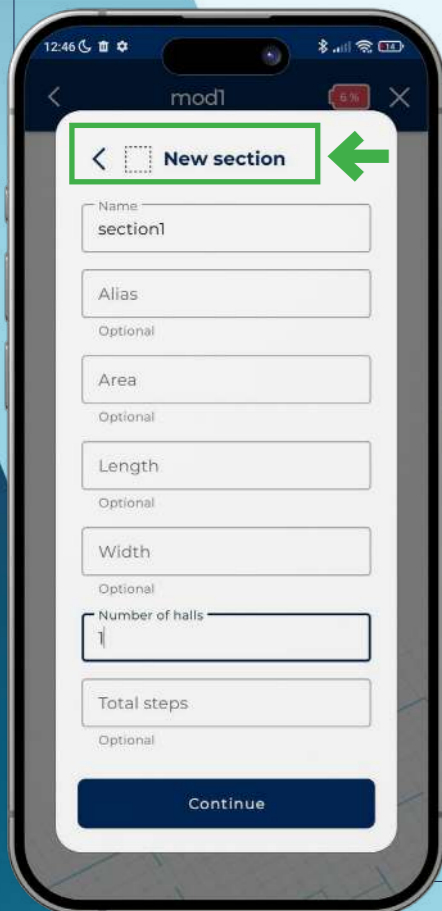 12:46
14
mod1
6%
New section
Name
section1
Alias
Optional
Area
Optional
Length
Optional
Width
Optional
Number of halls
1
Total steps
Optional
Continue